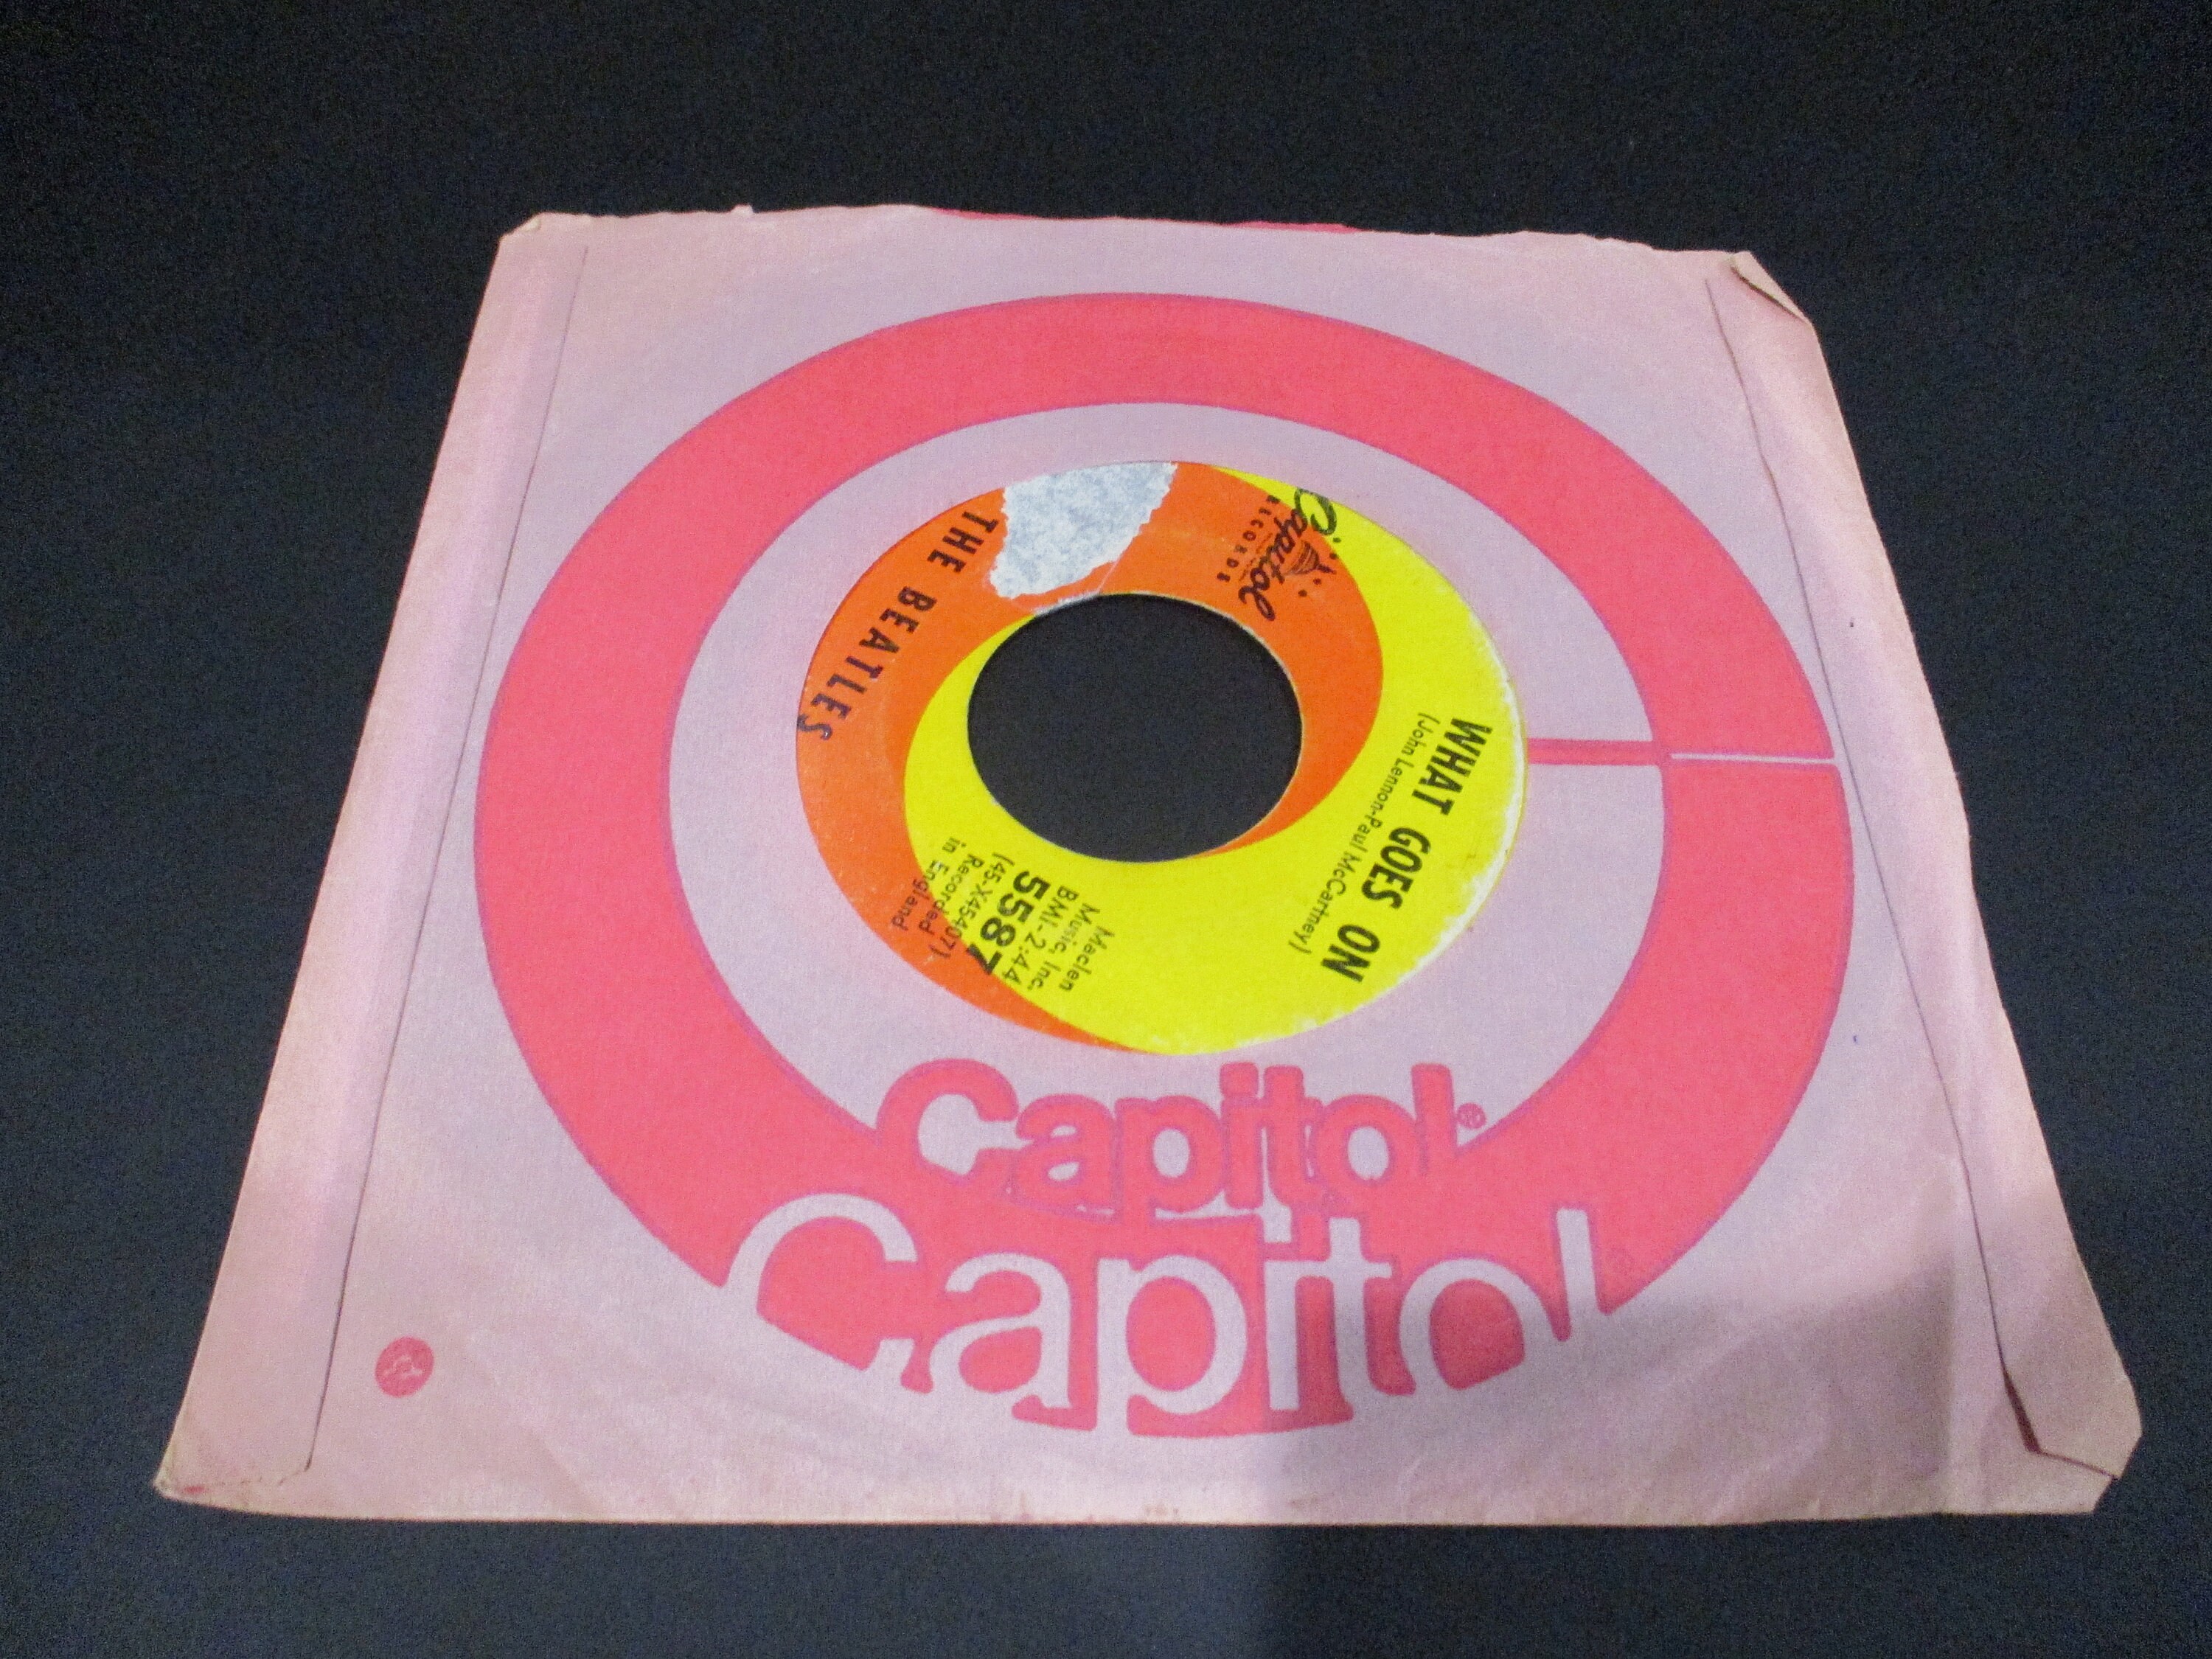 Capitol
RECORDS
WHAT GOES ON
(John Lennon-Paul McCartney)
Maclen
Music, Inc.
BMI-2:44
5587
(45-X45407)
Recorded
in England
THE BEATLES
Capitol®
Capitol®